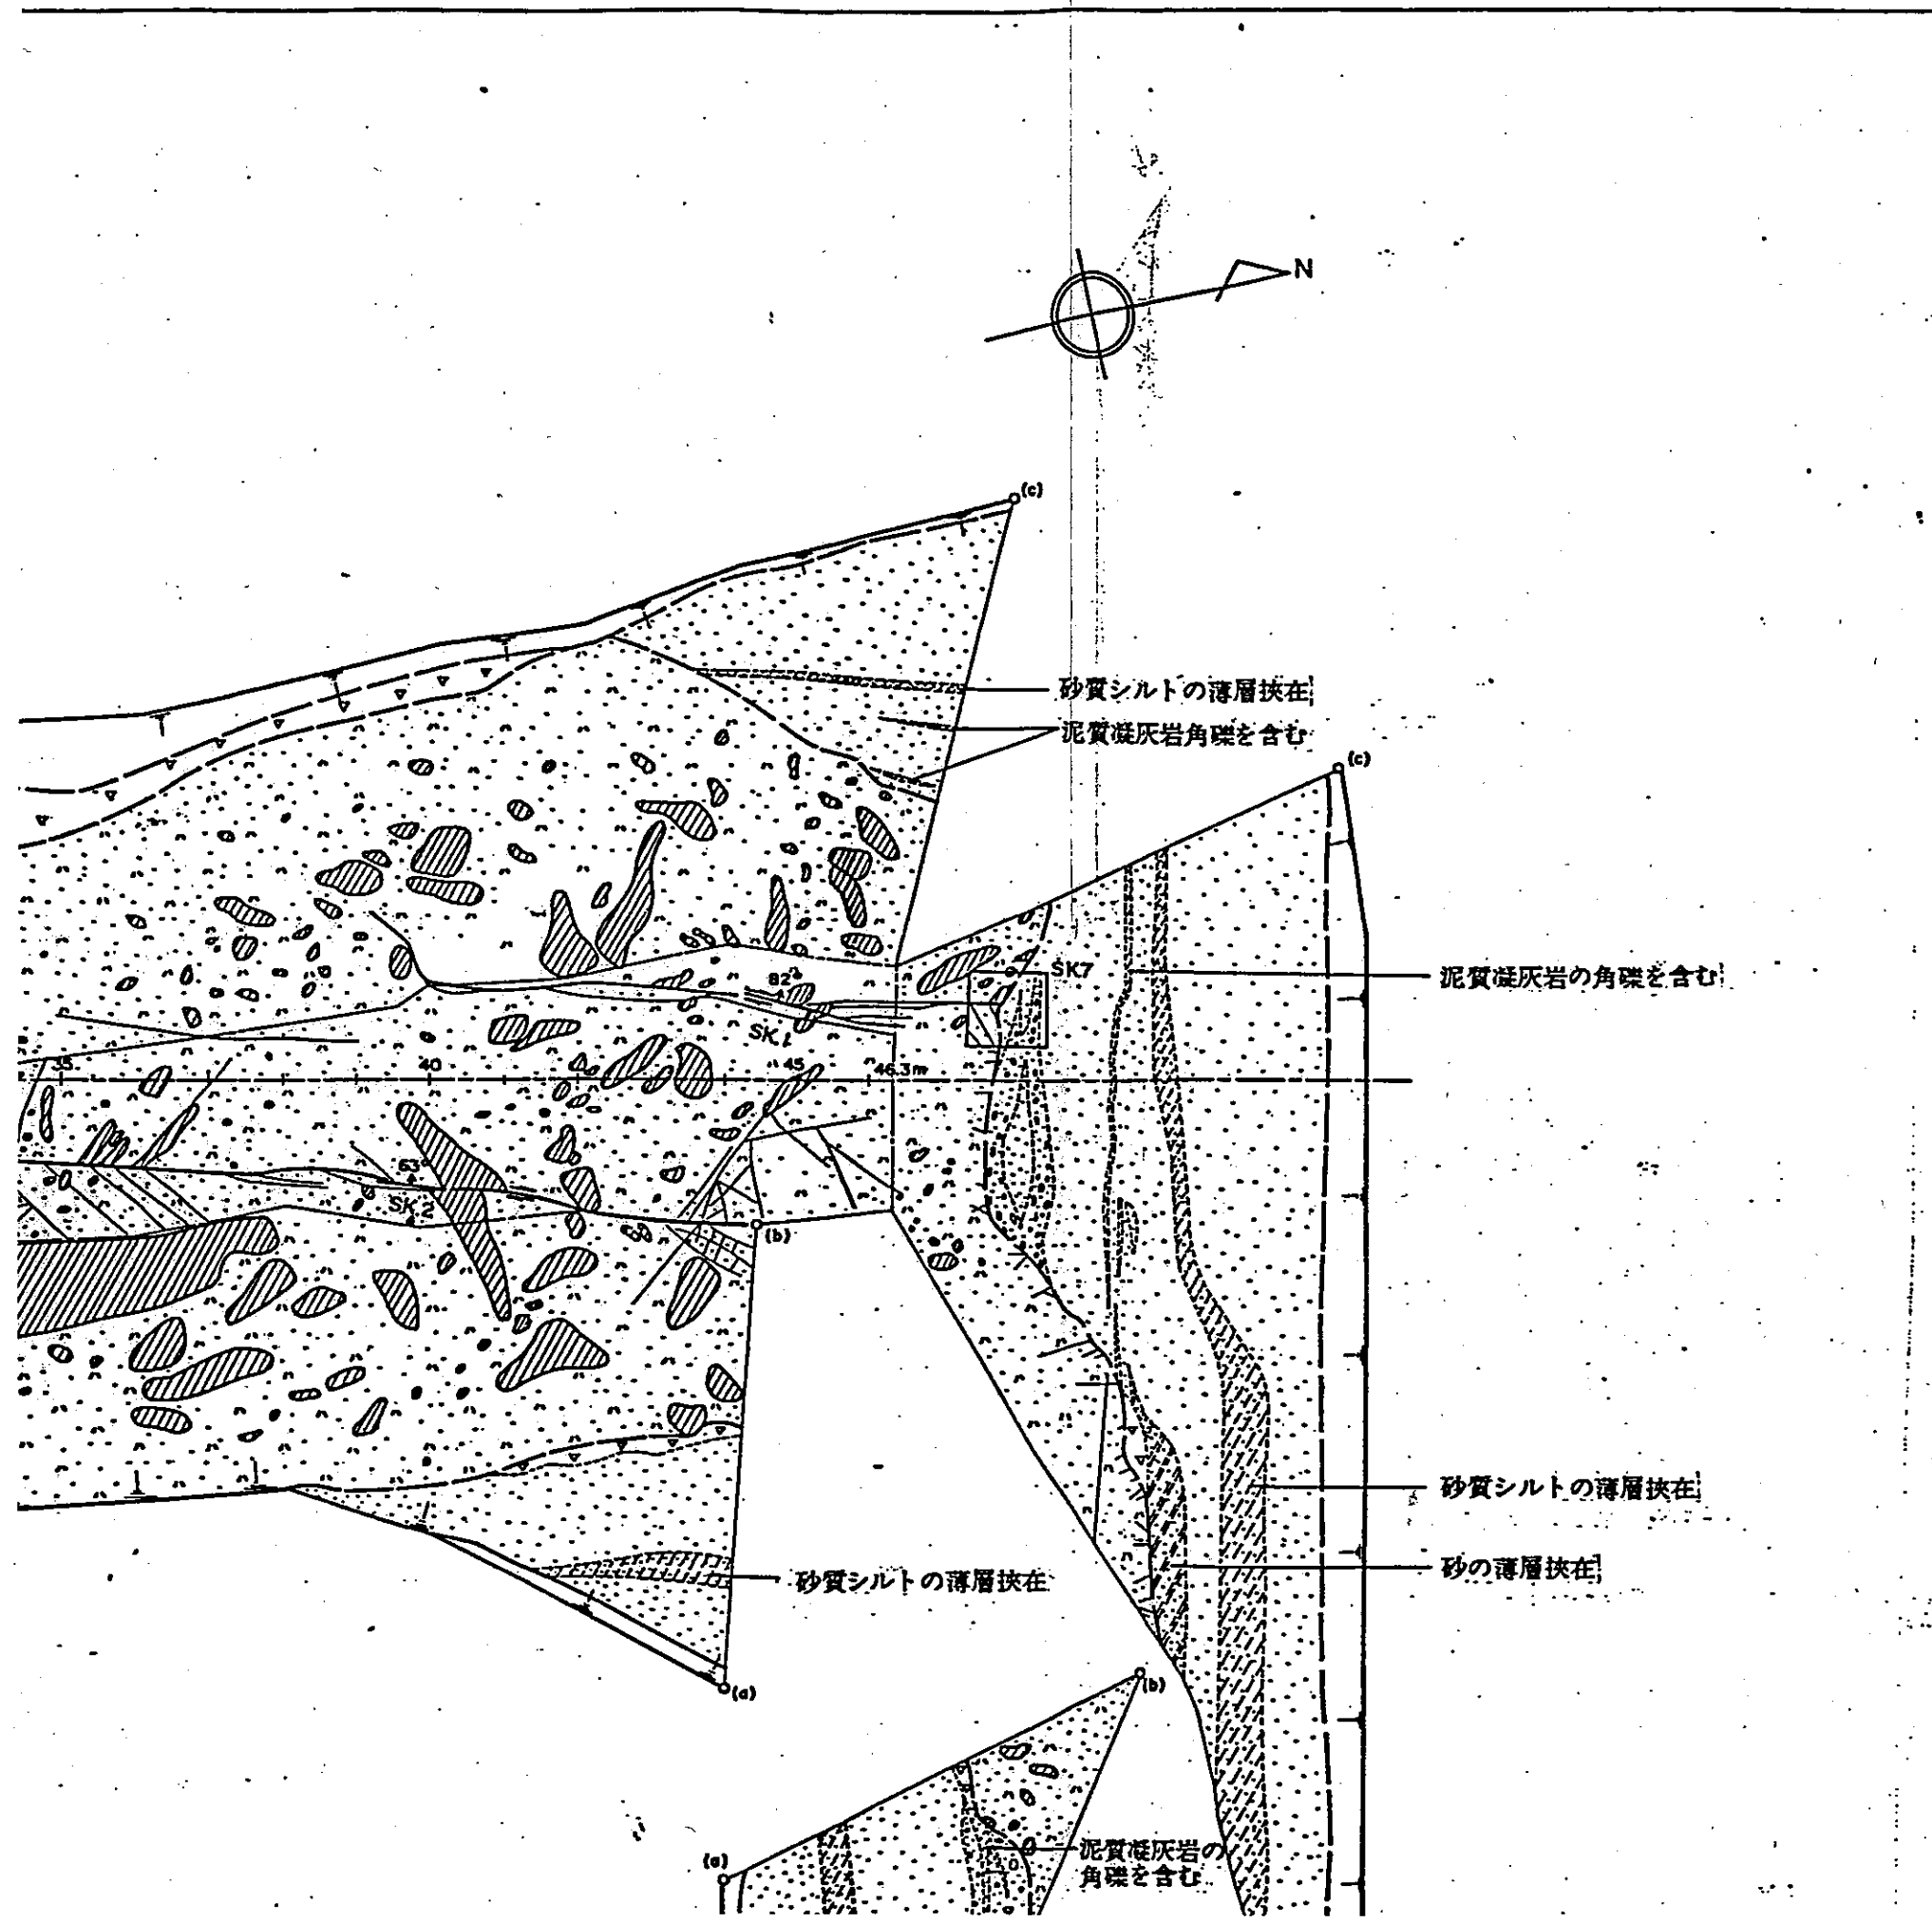 N
(c)
砂質シルトの薄層挟在
泥質凝灰岩角礫を含む
(c)
SK7
泥質凝灰岩の角礫を含む
82°
SK.1
35
40
45
46.3m
63°
SK.2
(b)
砂質シルトの薄層挟在
砂の薄層挟在
砂質シルトの薄層挟在
(a)
(b)
(a)
泥質凝灰岩の
角礫を含む